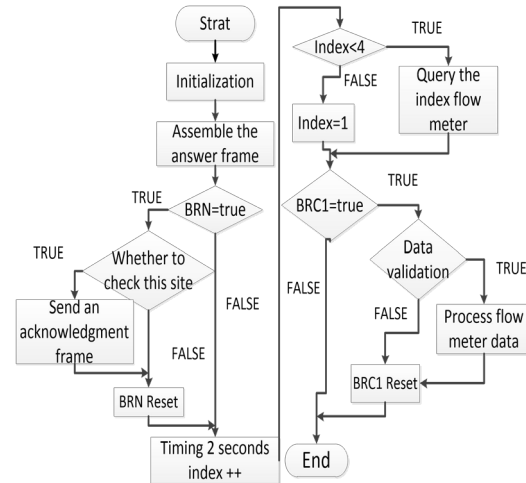 Strat
Initialization
Assemble the
answer frame
BRN=true
TRUE
Whether to
check this site
TRUE
Send an
acknowledgment
frame
FALSE
FALSE
BRN Reset
Timing 2 seconds
index ++
Index<4
TRUE
FALSE
Query the
index flow
meter
Index=1
BRC1=true
TRUE
Data
validation
TRUE
FALSE
FALSE
Process flow
meter data
BRC1 Reset
End